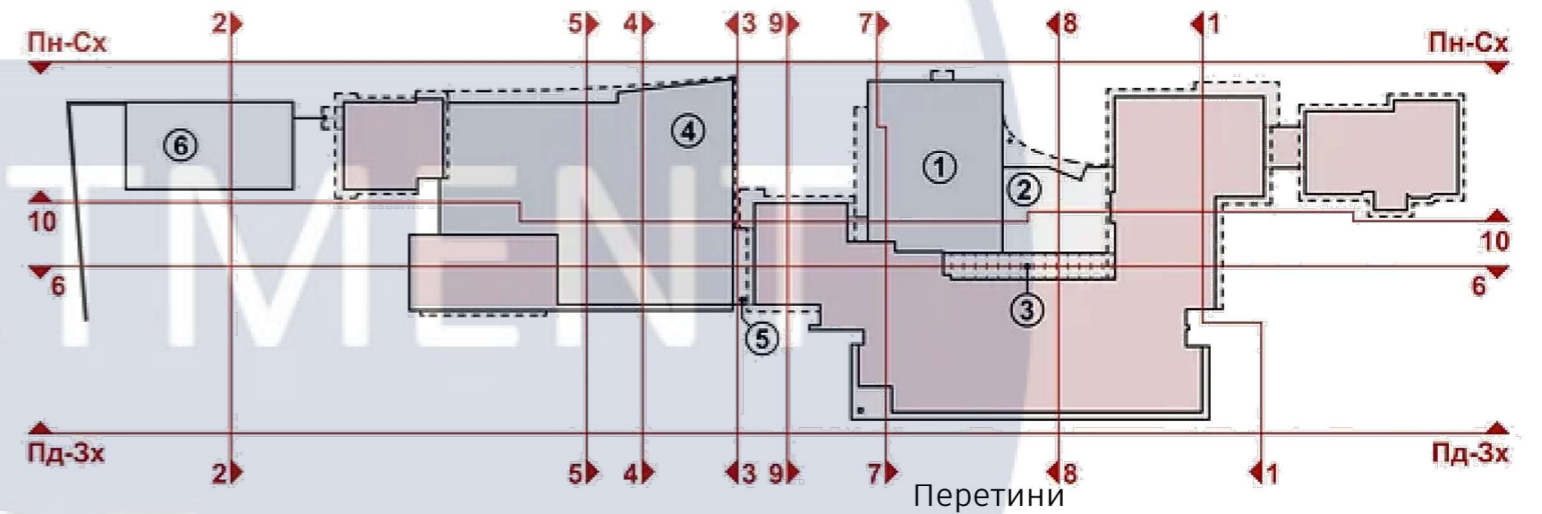 2 5 4 3 9 7 8 1
Пн-Сх Пн-Сх
6 4 1 2
10 10
6 6
3
5
Пд-Зх Пд-Зх
2 5 4 3 9 7 8 1
Перетини
TMENT